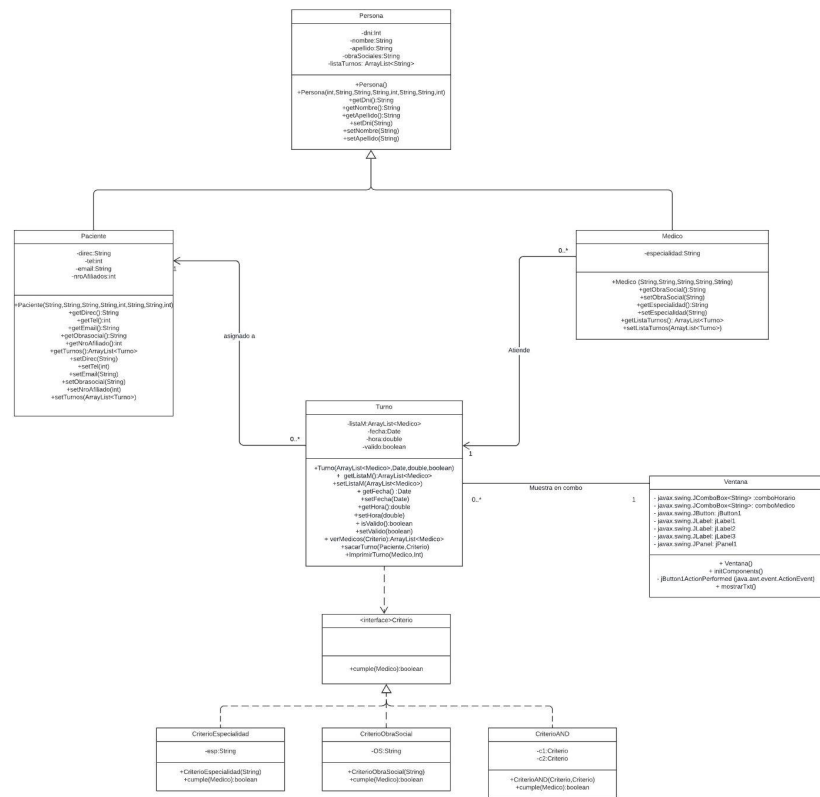 Persona
-dni:Int
-nombre:String
-apellido:String
-obraSociales:String
-listaTurnos: ArrayList<String>
+Persona()
+Persona(int,String,String,String,int,String,String,int)
+getDni():String
+getNombre():String
+getApellido():String
+setDni(String)
+setNombre(String)
+setApellido(String)
Paciente
-direc:String
-tel:int
-email:String
-nroAfiliados:int
+Paciente(String,String,String,String,int,String,String,int)
+getDirec():String
+getTel():int
+getEmail():String
+getObrasocial():String
+getNroAfiliado():int
+getTurnos():ArrayList<Turno>
+setDirec(String)
+setTel(int)
+setEmail(String)
+setObrasocial(String)
+setNroAfiliado(int)
+setTurnos(ArrayList<Turno>)
1
asignado a
0..*
Medico
-especialidad:String
+Medico (String,String,String,String,String)
+getObraSocial():String
+setObraSocial(String)
+getEspecialidad():String
+setEspecialidad(String)
+getListaTurnos(): ArrayList<Turno>
+setListaTurnos(ArrayList<Turno>)
0..*
Atiende
1
Turno
-listaM:ArrayList<Medico>
-fecha:Date
-hora:double
-valido:boolean
+Turno(ArrayList<Medico>,Date,double,boolean)
+ getListaM():ArrayList<Medico>
+setListaM(ArrayList<Medico>)
+ getFecha() :Date
+setFecha(Date)
+getHora():double
+setHora(double)
+ isValido():boolean
+setValido(boolean)
+ verMedicos(Criterio):ArrayList<Medico>
+sacarTurno(Paciente,Criterio)
+ImprimirTurno(Medico,Int)
0..*
Muestra en combo
1
Ventana
- javax.swing.JComboBox<String> :comboHorario
- javax.swing.JComboBox<String>: comboMedico
- javax.swing.JButton: jButton1
- javax.swing.JLabel: jLabel1
- javax.swing.JLabel: jLabel2
- javax.swing.JLabel: jLabel3
- javax.swing.JPanel: jPanel1
+ Ventana()
+ initComponents()
- jButton1ActionPerformed (java.awt.event.ActionEvent)
+ mostrarTxt()
<interface>Criterio
+cumple(Medico):boolean
CriterioEspecialidad
-esp:String
+CriterioEspecialidad(String)
+cumple(Medico):boolean
CriterioObraSocial
-OS:String
+CriterioObraSocial(String)
+cumple(Medico):boolean
CriterioAND
-c1:Criterio
-c2:Criterio
+CriterioAND(Criterio,Criterio)
+cumple(Medico):boolean